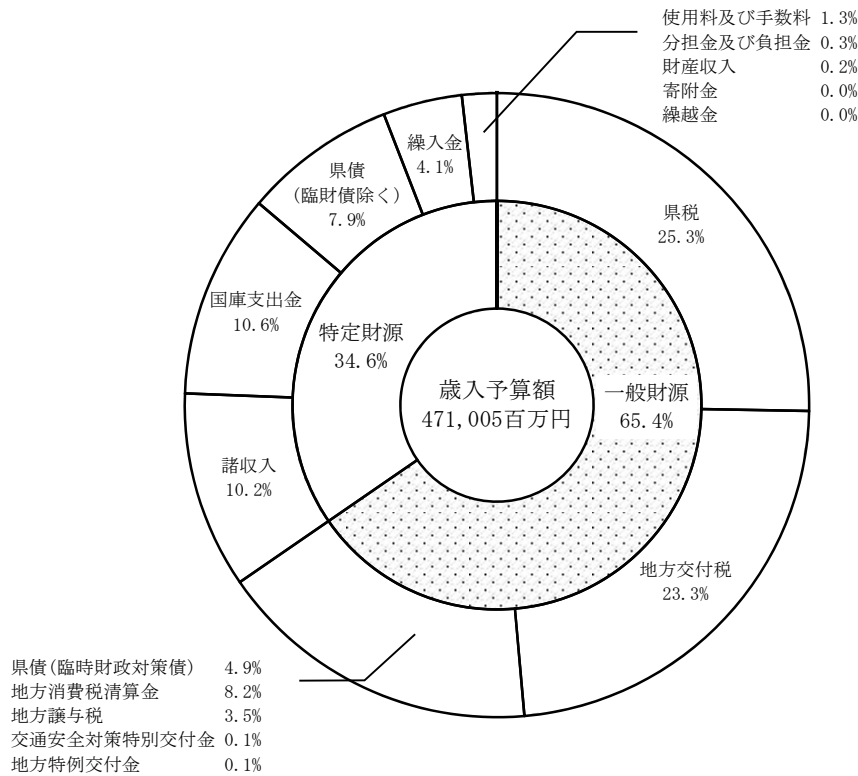 使用料及び手数料 1.3%
分担金及び負担金 0.3%
財産収入 0.2%
寄附金 0.0%
繰越金 0.0%
繰入金
4.1%
県債
(臨財債除く)
7.9%
県税
25.3%
国庫支出金
10.6%
特定財源
34.6%
歳入予算額
471,005百万円
一般財源
65.4%
諸収入
10.2%
地方交付税
23.3%
県債(臨時財政対策債) 4.9%
地方消費税清算金 8.2%
地方譲与税 3.5%
交通安全対策特別交付金 0.1%
地方特例交付金 0.1%